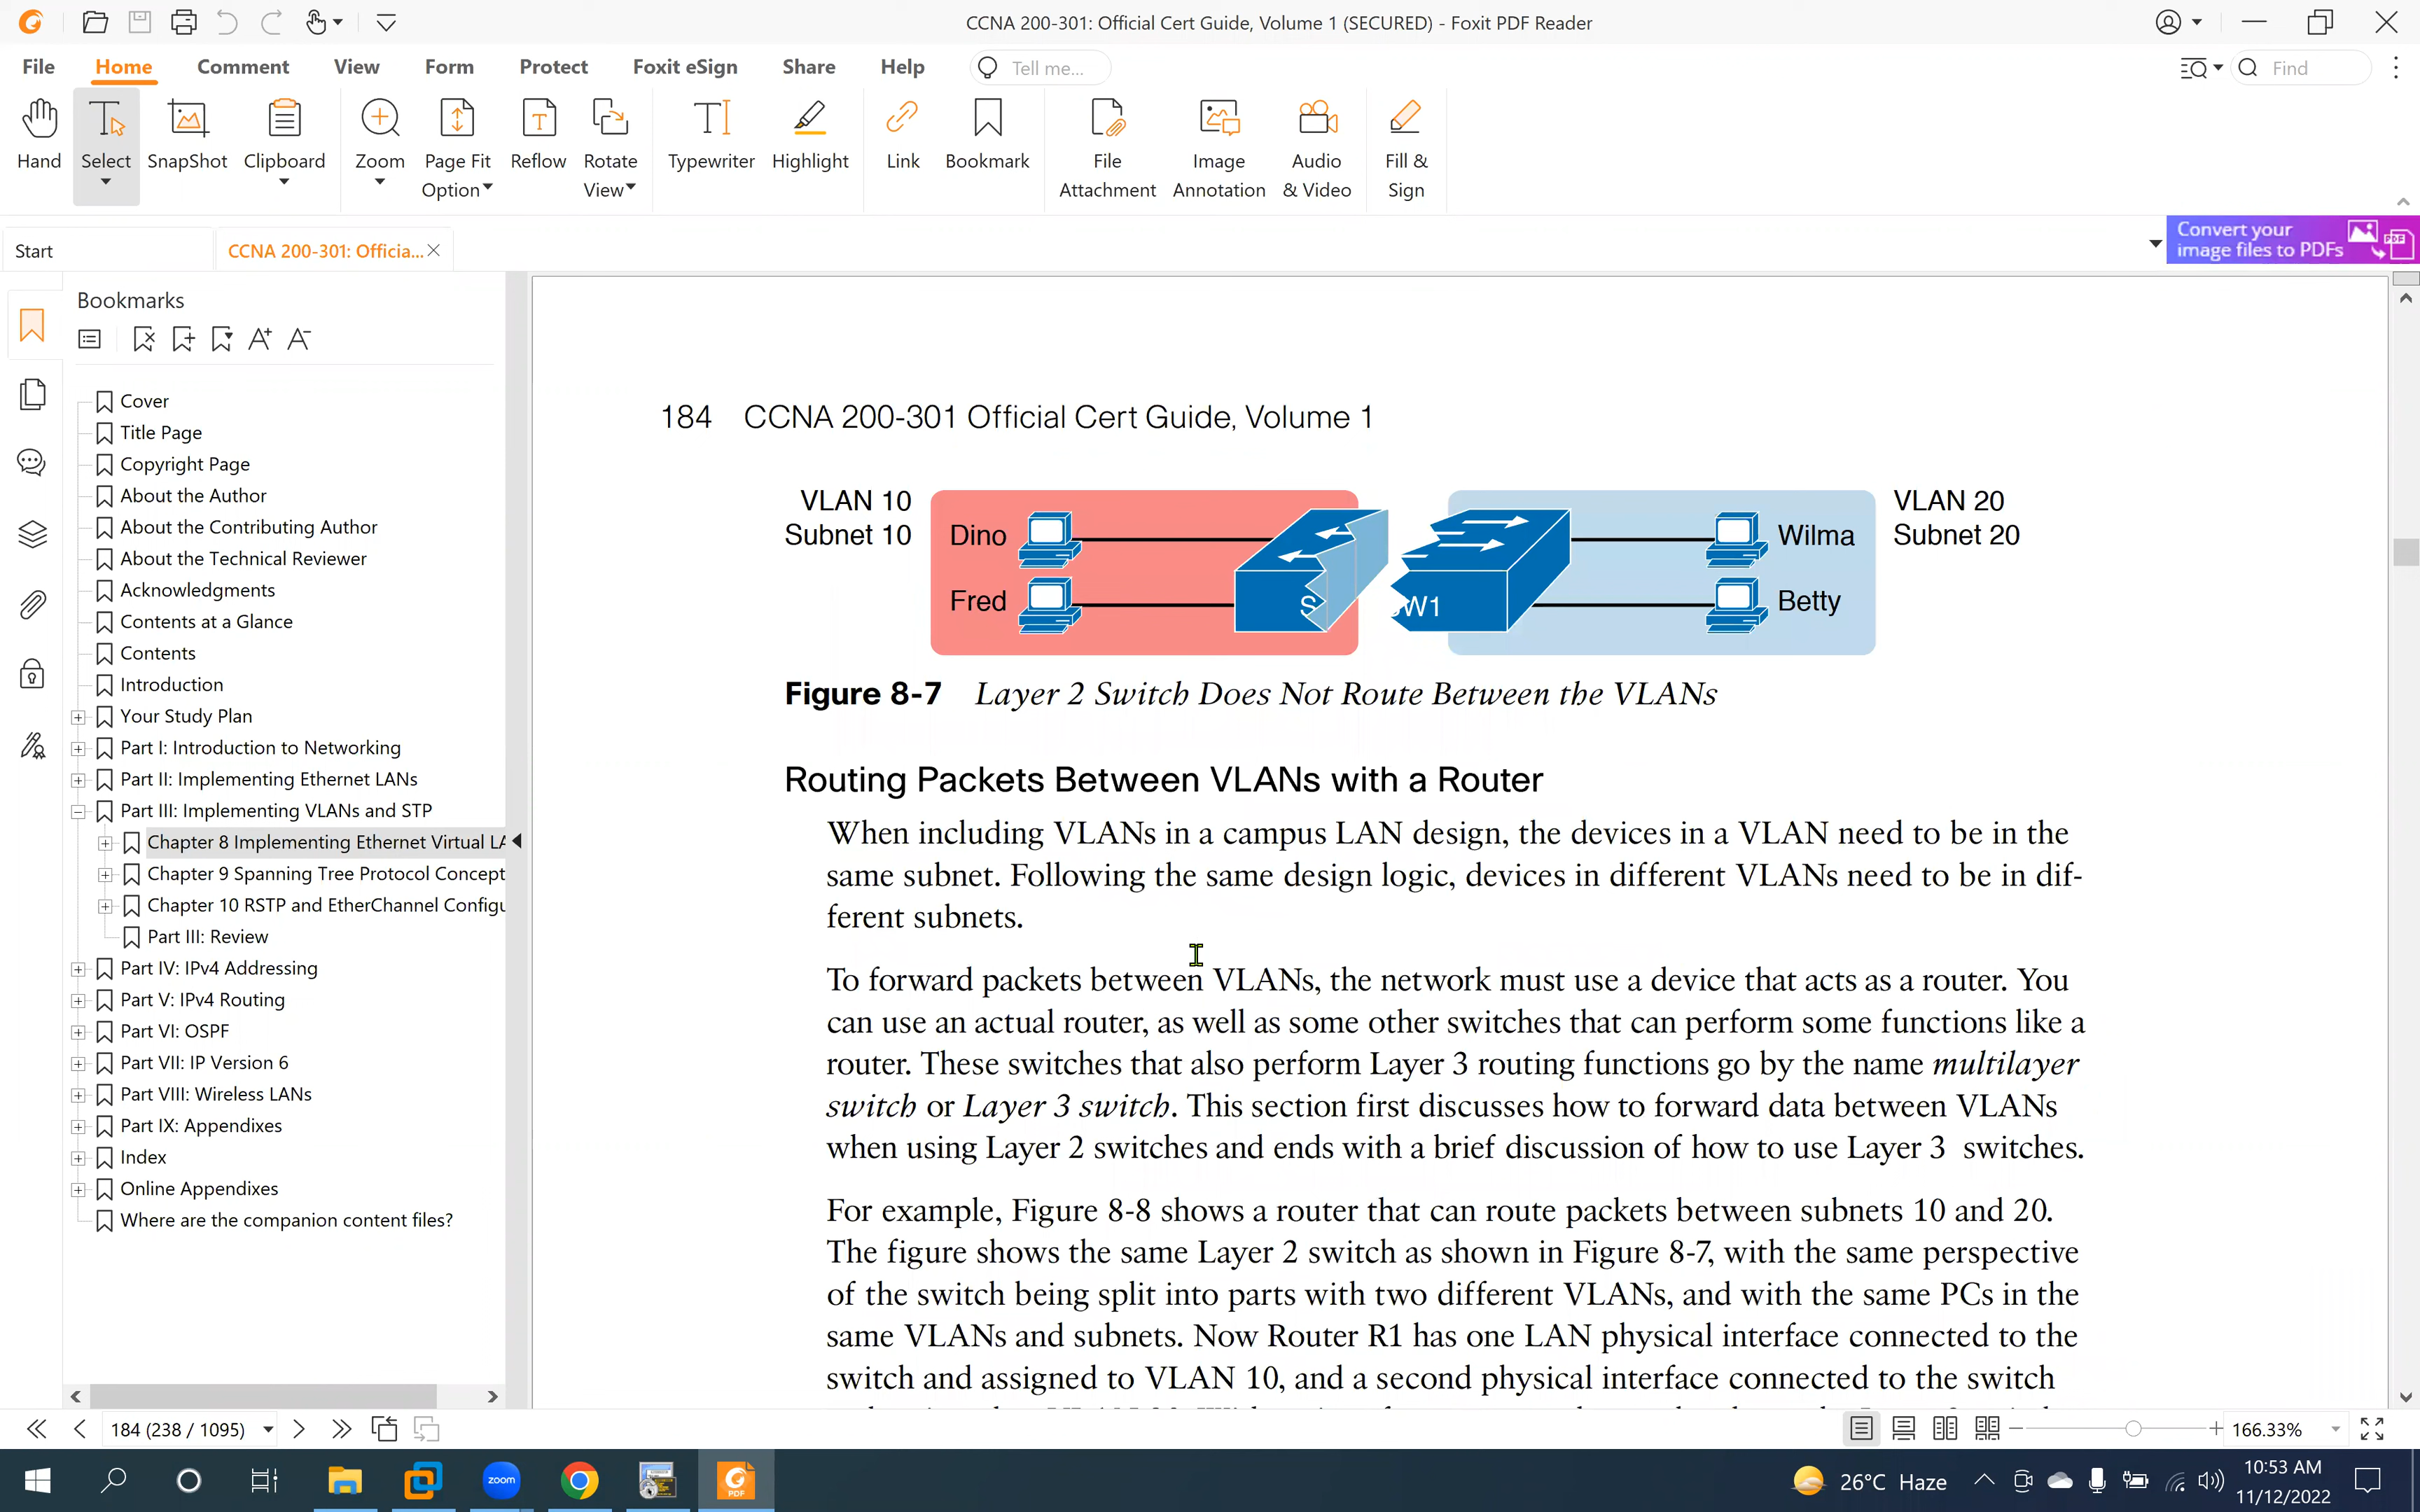 CCNA 200-301: Official Cert Guide, Volume 1 (SECURED) - Foxit PDF Reader
File Home Comment View Form Protect Foxit eSign Share Help Tell me... Find
Hand Select SnapShot Clipboard Zoom Page Fit Option Reflow Rotate View Typewriter Highlight Link Bookmark File Attachment Image Annotation Audio & Video Fill & Sign
Start CCNA 200-301: Officia...
Convert your
image files to PDFs
Bookmarks
Cover
Title Page
Copyright Page
About the Author
About the Contributing Author
About the Technical Reviewer
Acknowledgments
Contents at a Glance
Contents
Introduction
Your Study Plan
Part I: Introduction to Networking
Part II: Implementing Ethernet LANs
Part III: Implementing VLANs and STP
Chapter 8 Implementing Ethernet Virtual LA
Chapter 9 Spanning Tree Protocol Concept
Chapter 10 RSTP and EtherChannel Configu
Part III: Review
Part IV: IPv4 Addressing
Part V: IPv4 Routing
Part VI: OSPF
Part VII: IP Version 6
Part VIII: Wireless LANs
Part IX: Appendixes
Index
Online Appendixes
Where are the companion content files?
184 CCNA 200-301 Official Cert Guide, Volume 1
VLAN 10
Subnet 10
Dino
Fred
S
W1
Wilma
Betty
VLAN 20
Subnet 20
Figure 8-7 Layer 2 Switch Does Not Route Between the VLANs
Routing Packets Between VLANs with a Router
When including VLANs in a campus LAN design, the devices in a VLAN need to be in the
same subnet. Following the same design logic, devices in different VLANs need to be in dif-
ferent subnets.
To forward packets between VLANs, the network must use a device that acts as a router. You
can use an actual router, as well as some other switches that can perform some functions like a
router. These switches that also perform Layer 3 routing functions go by the name multilayer
switch or Layer 3 switch. This section first discusses how to forward data between VLANs
when using Layer 2 switches and ends with a brief discussion of how to use Layer 3 switches.
For example, Figure 8-8 shows a router that can route packets between subnets 10 and 20.
The figure shows the same Layer 2 switch as shown in Figure 8-7, with the same perspective
of the switch being split into parts with two different VLANs, and with the same PCs in the
same VLANs and subnets. Now Router R1 has one LAN physical interface connected to the
switch and assigned to VLAN 10, and a second physical interface connected to the switch
184 (238 / 1095)
166.33%
zoom
PDF
26°C Haze
10:53 AM
11/12/2022